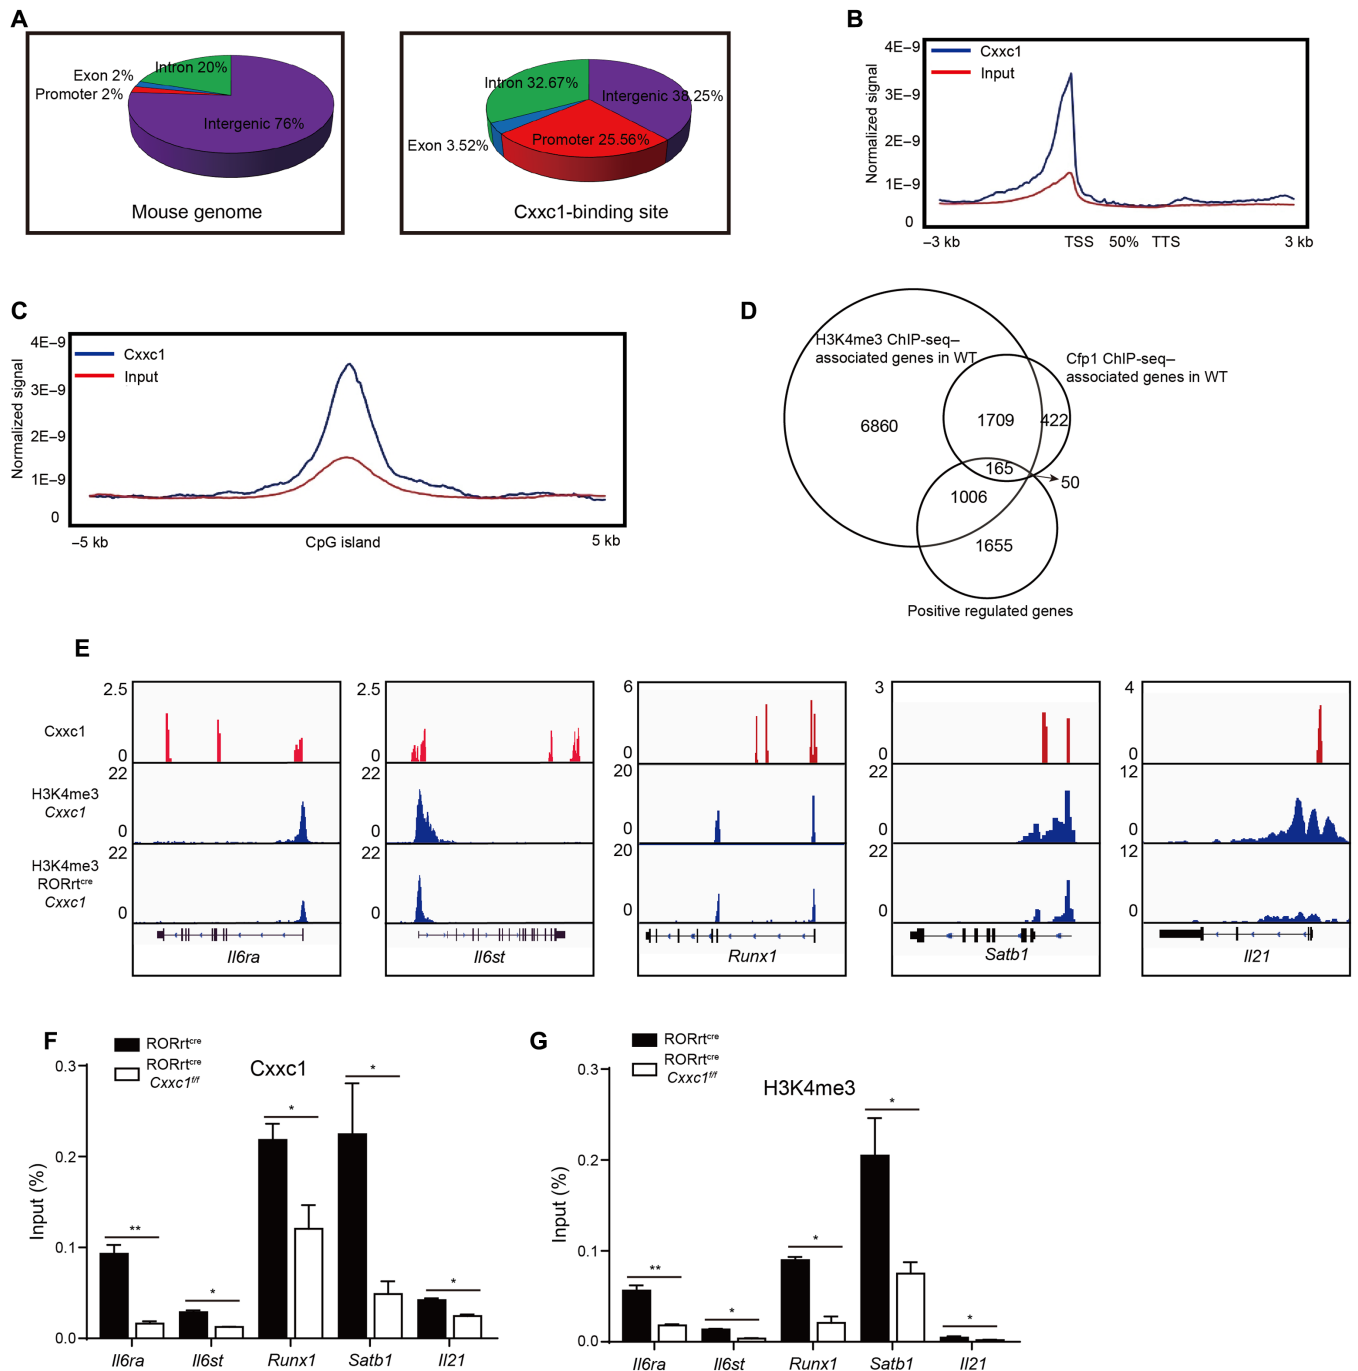 A
Intron 20%
Exon 2%
Promoter 2%
Intergenic 76%
Mouse genome
Intron 32.67%
Intergenic 38.25%
Exon 3.52%
Promoter 25.56%
Cxxc1-binding site
B
Normalized signal
4E–9
3E–9
2E–9
1E–9
0
Cxxc1
Input
–3 kb
TSS
50%
TTS
3 kb
C
Normalized signal
4E–9
3E–9
2E–9
1E–9
0
Cxxc1
Input
–5 kb
CpG island
5 kb
D
H3K4me3 ChIP-seq–
associated genes in WT
Cfp1 ChIP-seq–
associated genes in WT
6860
1709
422
165
50
1006
1655
Positive regulated genes
E
Cxxc1
H3K4me3
Cxxc1
H3K4me3
RORrtcre
Cxxc1
2.5
0
22
0
22
0
Il6ra
2.5
0
22
0
22
0
Il6st
6
0
20
0
20
0
Runx1
3
0
22
0
22
0
Satb1
4
0
12
0
12
0
Il21
F
RORrtcre
RORrtcre
Cxxc1f/f
Cxxc1
Input (%)
0.3
0.2
0.1
0.0
**
*
*
*
*
Il6ra
Il6st
Runx1
Satb1
Il21
G
RORrtcre
RORrtcre
Cxxc1f/f
H3K4me3
Input (%)
0.3
0.2
0.1
0.0
**
*
*
*
*
Il6ra
Il6st
Runx1
Satb1
Il21